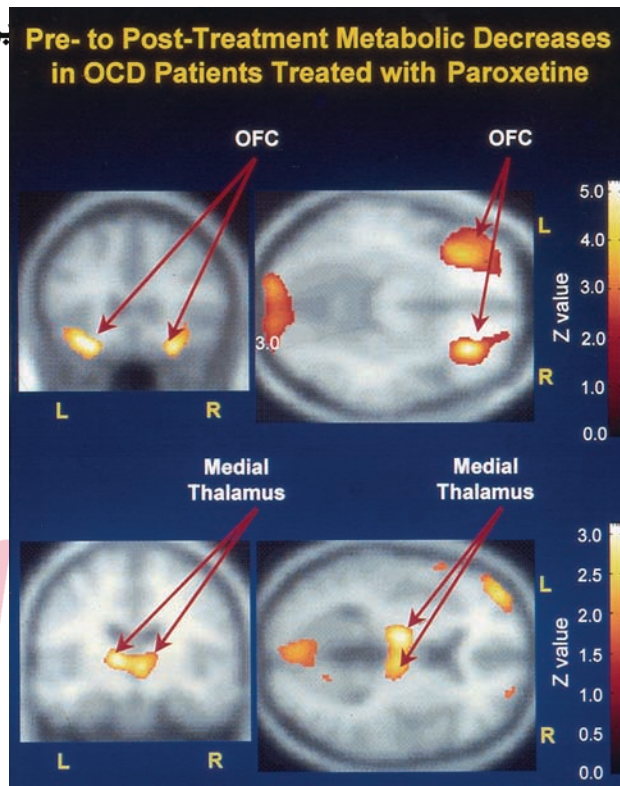 Pre- to Post-Treatment Metabolic Decreases
in OCD Patients Treated with Paroxetine
OFC
OFC
5.0
4.0
3.0
2.0
1.0
0.0
Z value
L
R
3.0
L
R
Medial
Thalamus
Medial
Thalamus
3.0
2.5
2.0
1.5
1.0
0.5
0.0
Z value
L
R
L
R